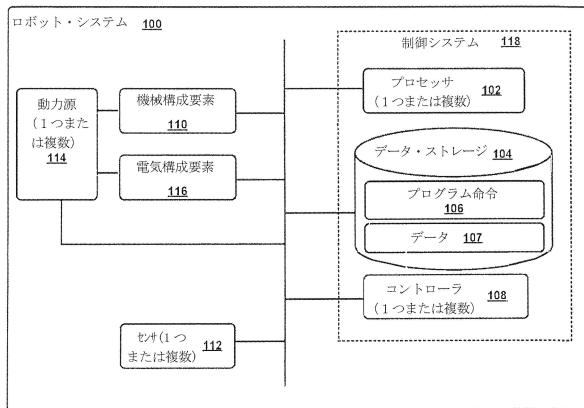 ロボット・システム 100
制御システム 118
動力源
(1つまた
は複数)
114
機械構成要素
110
電気構成要素
116
センサ(1つ
または複数) 112
プロセッサ
(1つまたは複数) 102
データ・ストレージ 104
プログラム命令
106
データ 107
コントローラ
(1つまたは複数) 108